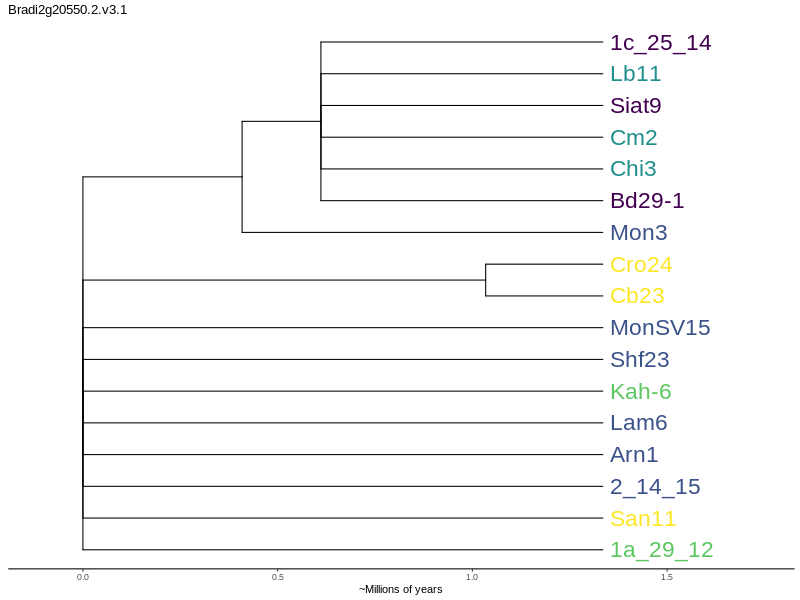 Bradi2g20550.2.v3.1
1c_25_14
Lb11
Siat9
Cm2
Chi3
Bd29-1
Mon3
Cro24
Cb23
MonSV15
Shf23
Kah-6
Lam6
Arn1
2_14_15
San11
1a_29_12
0.0 0.5 1.0 1.5
~Millions of years